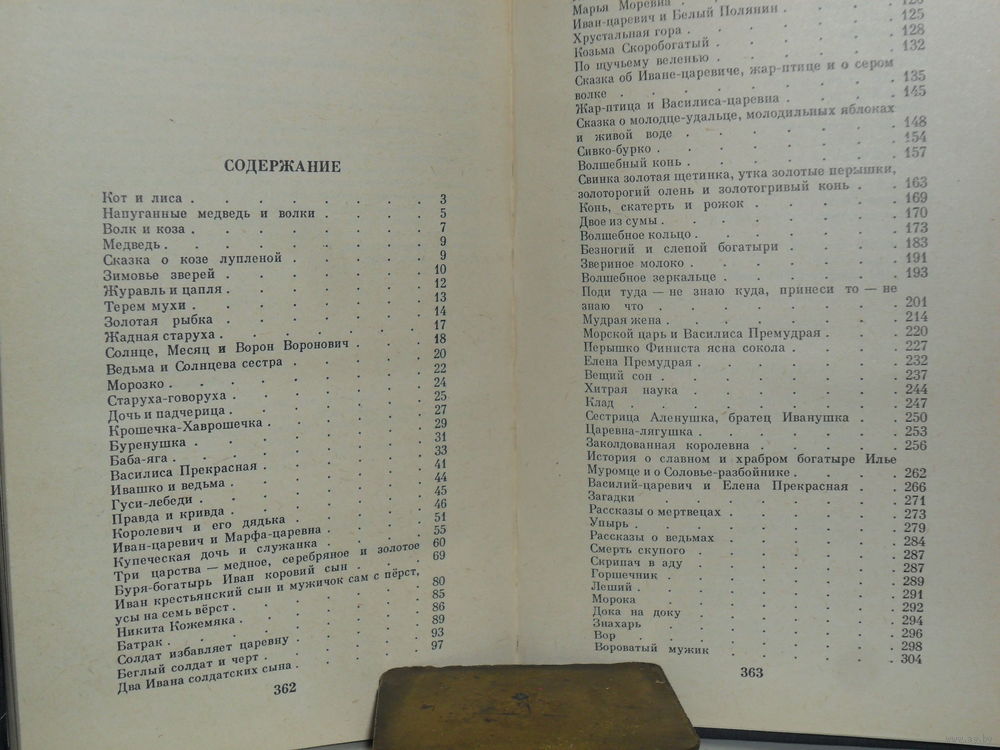 СОДЕРЖАНИЕ
Кот и лиса . . . . . . . . 3
Напуганные медведь и волки . . . . 5
Волк и коза . . . . . . . . 7
Медведь . . . . . . . . . 9
Сказка о козе лупленой . . . . . 9
Зимовье зверей . . . . . . . 10
Журавль и цапля . . . . . . . 12
Терем мухи . . . . . . . . 13
Золотая рыбка . . . . . . . 14
Жадная старуха . . . . . . . 17
Солнце, Месяц и Ворон Воронович . . . 18
Ведьма и Солнцева сестра . . . . . 20
Морозко . . . . . . . . . 22
Старуха-говоруха . . . . . . . 24
Дочь и падчерица . . . . . . . 25
Крошечка-Хаврошечка . . . . . . 27
Буренушка . . . . . . . . 29
Баба-яга . . . . . . . . . 31
Василиса Прекрасная . . . . . . 33
Ивашко и ведьма . . . . . . . 41
Гуси-лебеди . . . . . . . . 44
Правда и кривда . . . . . . . 45
Королевич и его дядька . . . . . 46
Иван-царевич и Марфа-царевна . . . . 51
Купеческая дочь и служанка . . . . 55
Три царства — медное, серебряное и золотое 60
Буря-богатырь Иван коровий сын . . . 69
Иван крестьянский сын и мужичок сам с пёрст,
усы на семь вёрст . . . . . . . 80
Никита Кожемяка . . . . . . . 85
Батрак . . . . . . . . . 86
Солдат избавляет царевну . . . . . 89
Беглый солдат и черт . . . . . . 93
Два Ивана солдатских сына . . . . . 97
362
Марья Моревна
Иван-царевич и Белый Полянин . . . . 120
Хрустальная гора . . . . . . . 125
Козьма Скоробогатый . . . . . . 128
По щучьему веленью . . . . . . 132
Сказка об Иване-царевиче, жар-птице и о сером
волке . . . . . . . . . 135
Жар-птица и Василиса-царевна . . . . 145
Сказка о молодце-удальце, молодильных яблоках
и живой воде . . . . . . . 148
Сивко-бурко . . . . . . . . 154
Волшебный конь . . . . . . . 157
Свинка золотая щетинка, утка золотые перышки,
золоторогий олень и золотогривый конь . . 163
Конь, скатерть и рожок . . . . . 169
Двое из сумы . . . . . . . . 170
Волшебное кольцо . . . . . . . 173
Безногий и слепой богатыри . . . . 183
Звериное молоко . . . . . . . 191
Волшебное зеркальце . . . . . . 193
Поди туда — не знаю куда, принеси то — не
знаю что . . . . . . . . 201
Мудрая жена . . . . . . . . 214
Морской царь и Василиса Премудрая . . . 220
Перышко Финиста ясна сокола . . . . 227
Елена Премудрая . . . . . . . 232
Вещий сон . . . . . . . . 237
Хитрая наука . . . . . . . 244
Клад . . . . . . . . . 247
Сестрица Аленушка, братец Иванушка . . 250
Царевна-лягушка . . . . . . . 253
Заколдованная королевна . . . . . 256
История о славном и храбром богатыре Илье
Муромце и о Соловье-разбойнике . . . . 262
Василий-царевич и Елена Прекрасная . . 266
Загадки . . . . . . . . . 271
Рассказы о мертвецах . . . . . . 273
Упырь . . . . . . . . . 279
Рассказы о ведьмах . . . . . . 284
Смерть скупого . . . . . . . 287
Скрипач в аду . . . . . . . 287
Горшечник . . . . . . . . 289
Леший . . . . . . . . . 291
Морока . . . . . . . . . 292
Дока на доку . . . . . . . 294
Знахарь . . . . . . . . . 296
Вор . . . . . . . . . . 298
Вороватый мужик . . . . . . . 304
363
www.ay.by